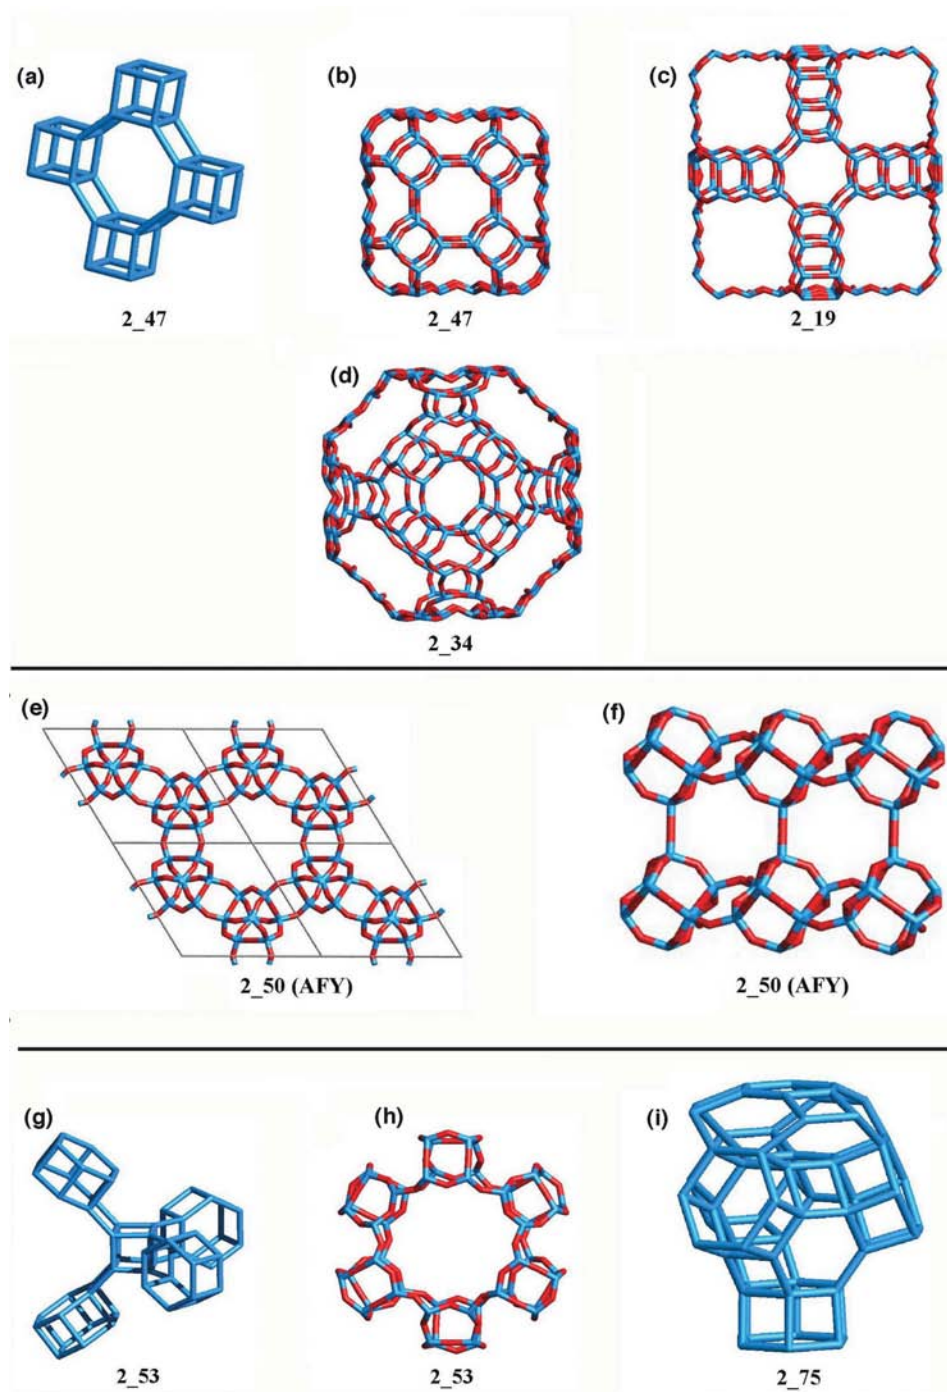 (a)
(b)
(c)
2_47
2_47
2_19
(d)
2_34
(e)
(f)
2_50 (AFY)
2_50 (AFY)
(g)
(h)
(i)
2_53
2_53
2_75